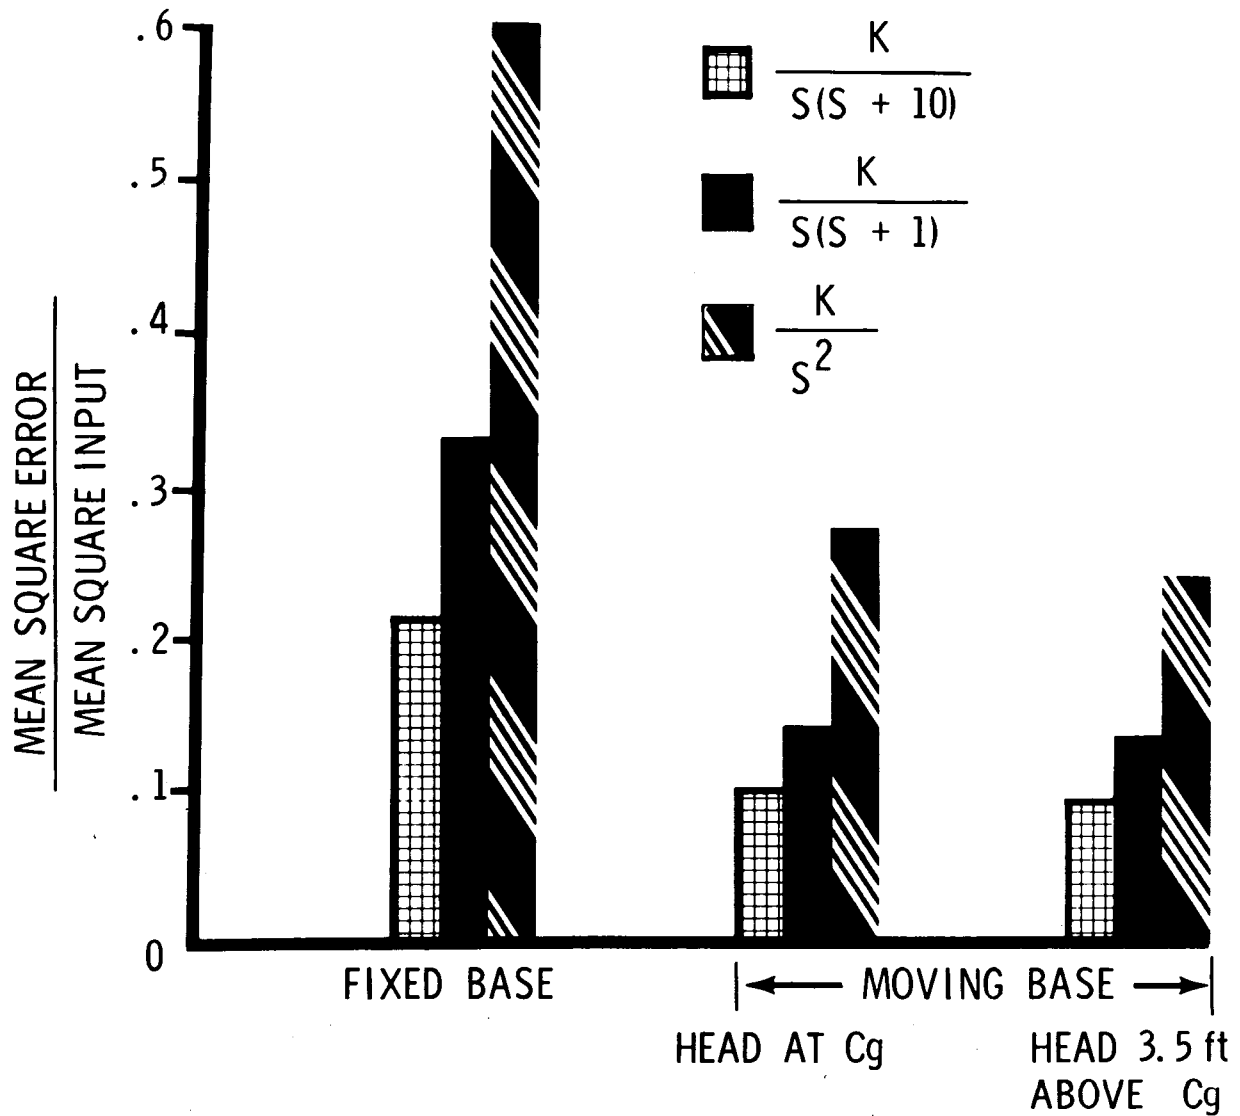 .6
.5
.4
.3
.2
.1
0
MEAN SQUARE ERROR
MEAN SQUARE INPUT
K
S(S + 10)
K
S(S + 1)
K
S²
FIXED BASE
MOVING BASE
HEAD AT Cg
HEAD 3.5 ft
ABOVE Cg